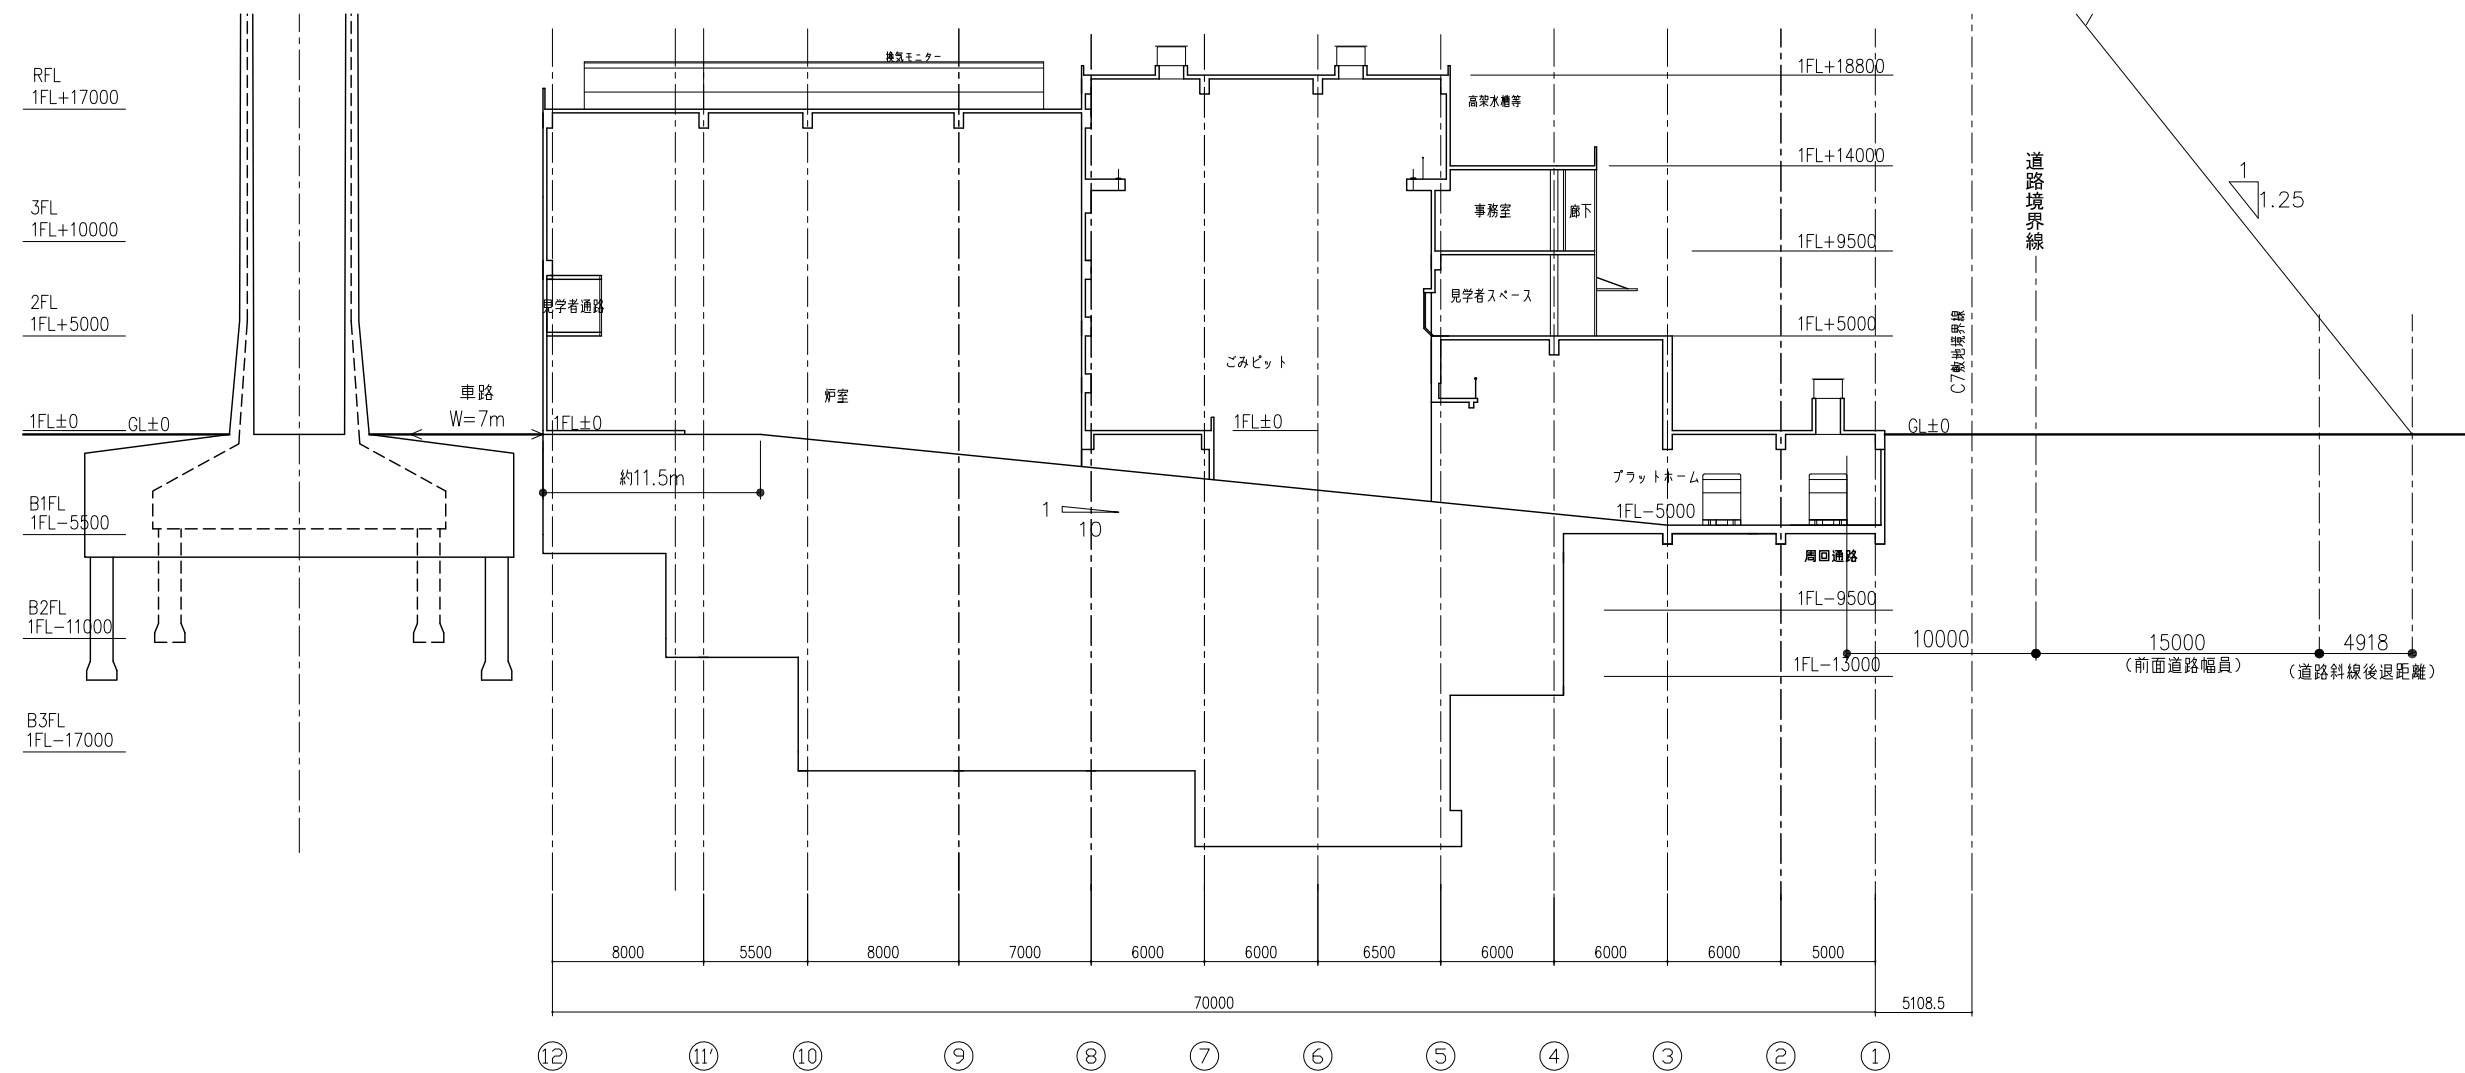 換気モニター
RFL
1FL+17000
1FL+18800
高架水槽等
1FL+14000
道路境界線
1
1.25
3FL
1FL+10000
事務室
廊下
1FL+9500
2FL
1FL+5000
見学者通路
見学者スペース
1FL+5000
C7敷地境界線
ごみピット
車路
W=7m
炉室
1FL±0
GL±0
1FL±0
1FL±0
GL±0
約11.5m
プラットホーム
B1FL
1FL−5500
1
10
1FL−5000
周回通路
B2FL
1FL−11000
1FL−9500
10000
15000
(前面道路幅員)
4918
(道路斜線後退距離)
1FL−13000
B3FL
1FL−17000
8000
5500
8000
7000
6000
6000
6500
6000
6000
6000
5000
70000
5108.5
12
11'
10
9
8
7
6
5
4
3
2
1